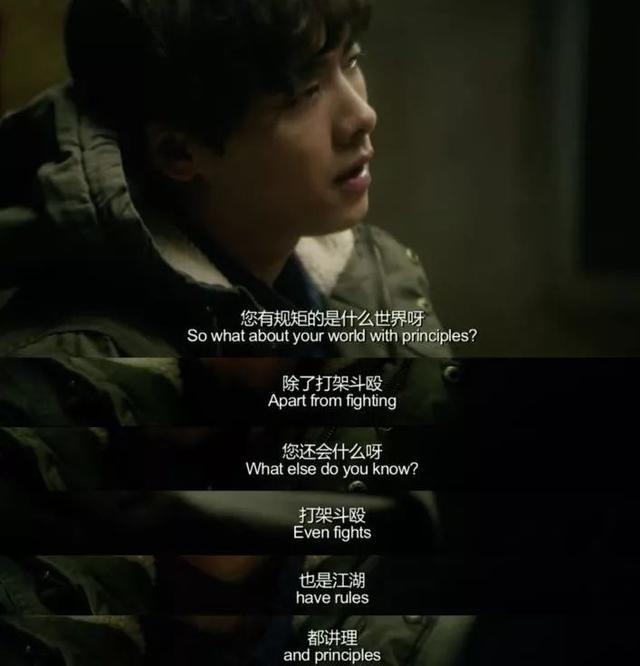 您有规矩的是什么世界呀
So what about your world with principles?
除了打架斗殴
Apart from fighting
您还会什么呀
What else do you know?
打架斗殴
Even fights
也是江湖
have rules
都讲理
and principles